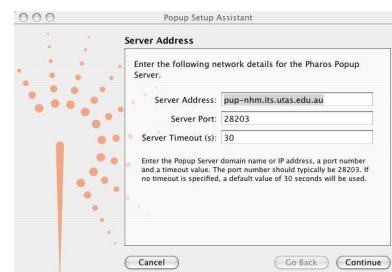 Popup Setup Assistant
Server Address
Enter the following network details for the Pharos Popup
Server.
Server Address: pup-nhm.its.utas.edu.au
Server Port: 28203
Server Timeout (s): 30
Enter the Popup Server domain name or IP address, a port number
and a timeout value. The port number should typically be 28203. If
no timeout is specified, a default value of 30 seconds will be used.
Cancel
Go Back
Continue